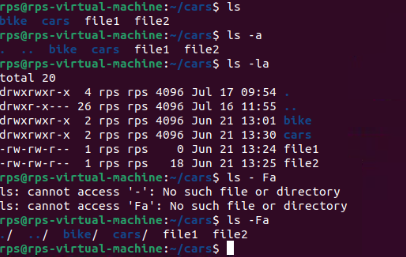 rps@rps-virtual-machine:~/cars$ ls
bike  cars  file1  file2
rps@rps-virtual-machine:~/cars$ ls -a
.  ..  bike  cars  file1  file2
rps@rps-virtual-machine:~/cars$ ls -la
total 20
drwxrwxr-x  4 rps rps 4096 Jul 17 09:54 .
drwxr-x--- 26 rps rps 4096 Jul 16 11:55 ..
drwxrwxr-x  2 rps rps 4096 Jun 21 13:01 bike
drwxrwxr-x  2 rps rps 4096 Jun 21 13:30 cars
-rw-rw-r--  1 rps rps    0 Jun 21 13:24 file1
-rw-rw-r--  1 rps rps   18 Jun 21 13:25 file2
rps@rps-virtual-machine:~/cars$ ls - Fa
ls: cannot access '-': No such file or directory
ls: cannot access 'Fa': No such file or directory
rps@rps-virtual-machine:~/cars$ ls -Fa
./  ../  bike/  cars/  file1  file2
rps@rps-virtual-machine:~/cars$